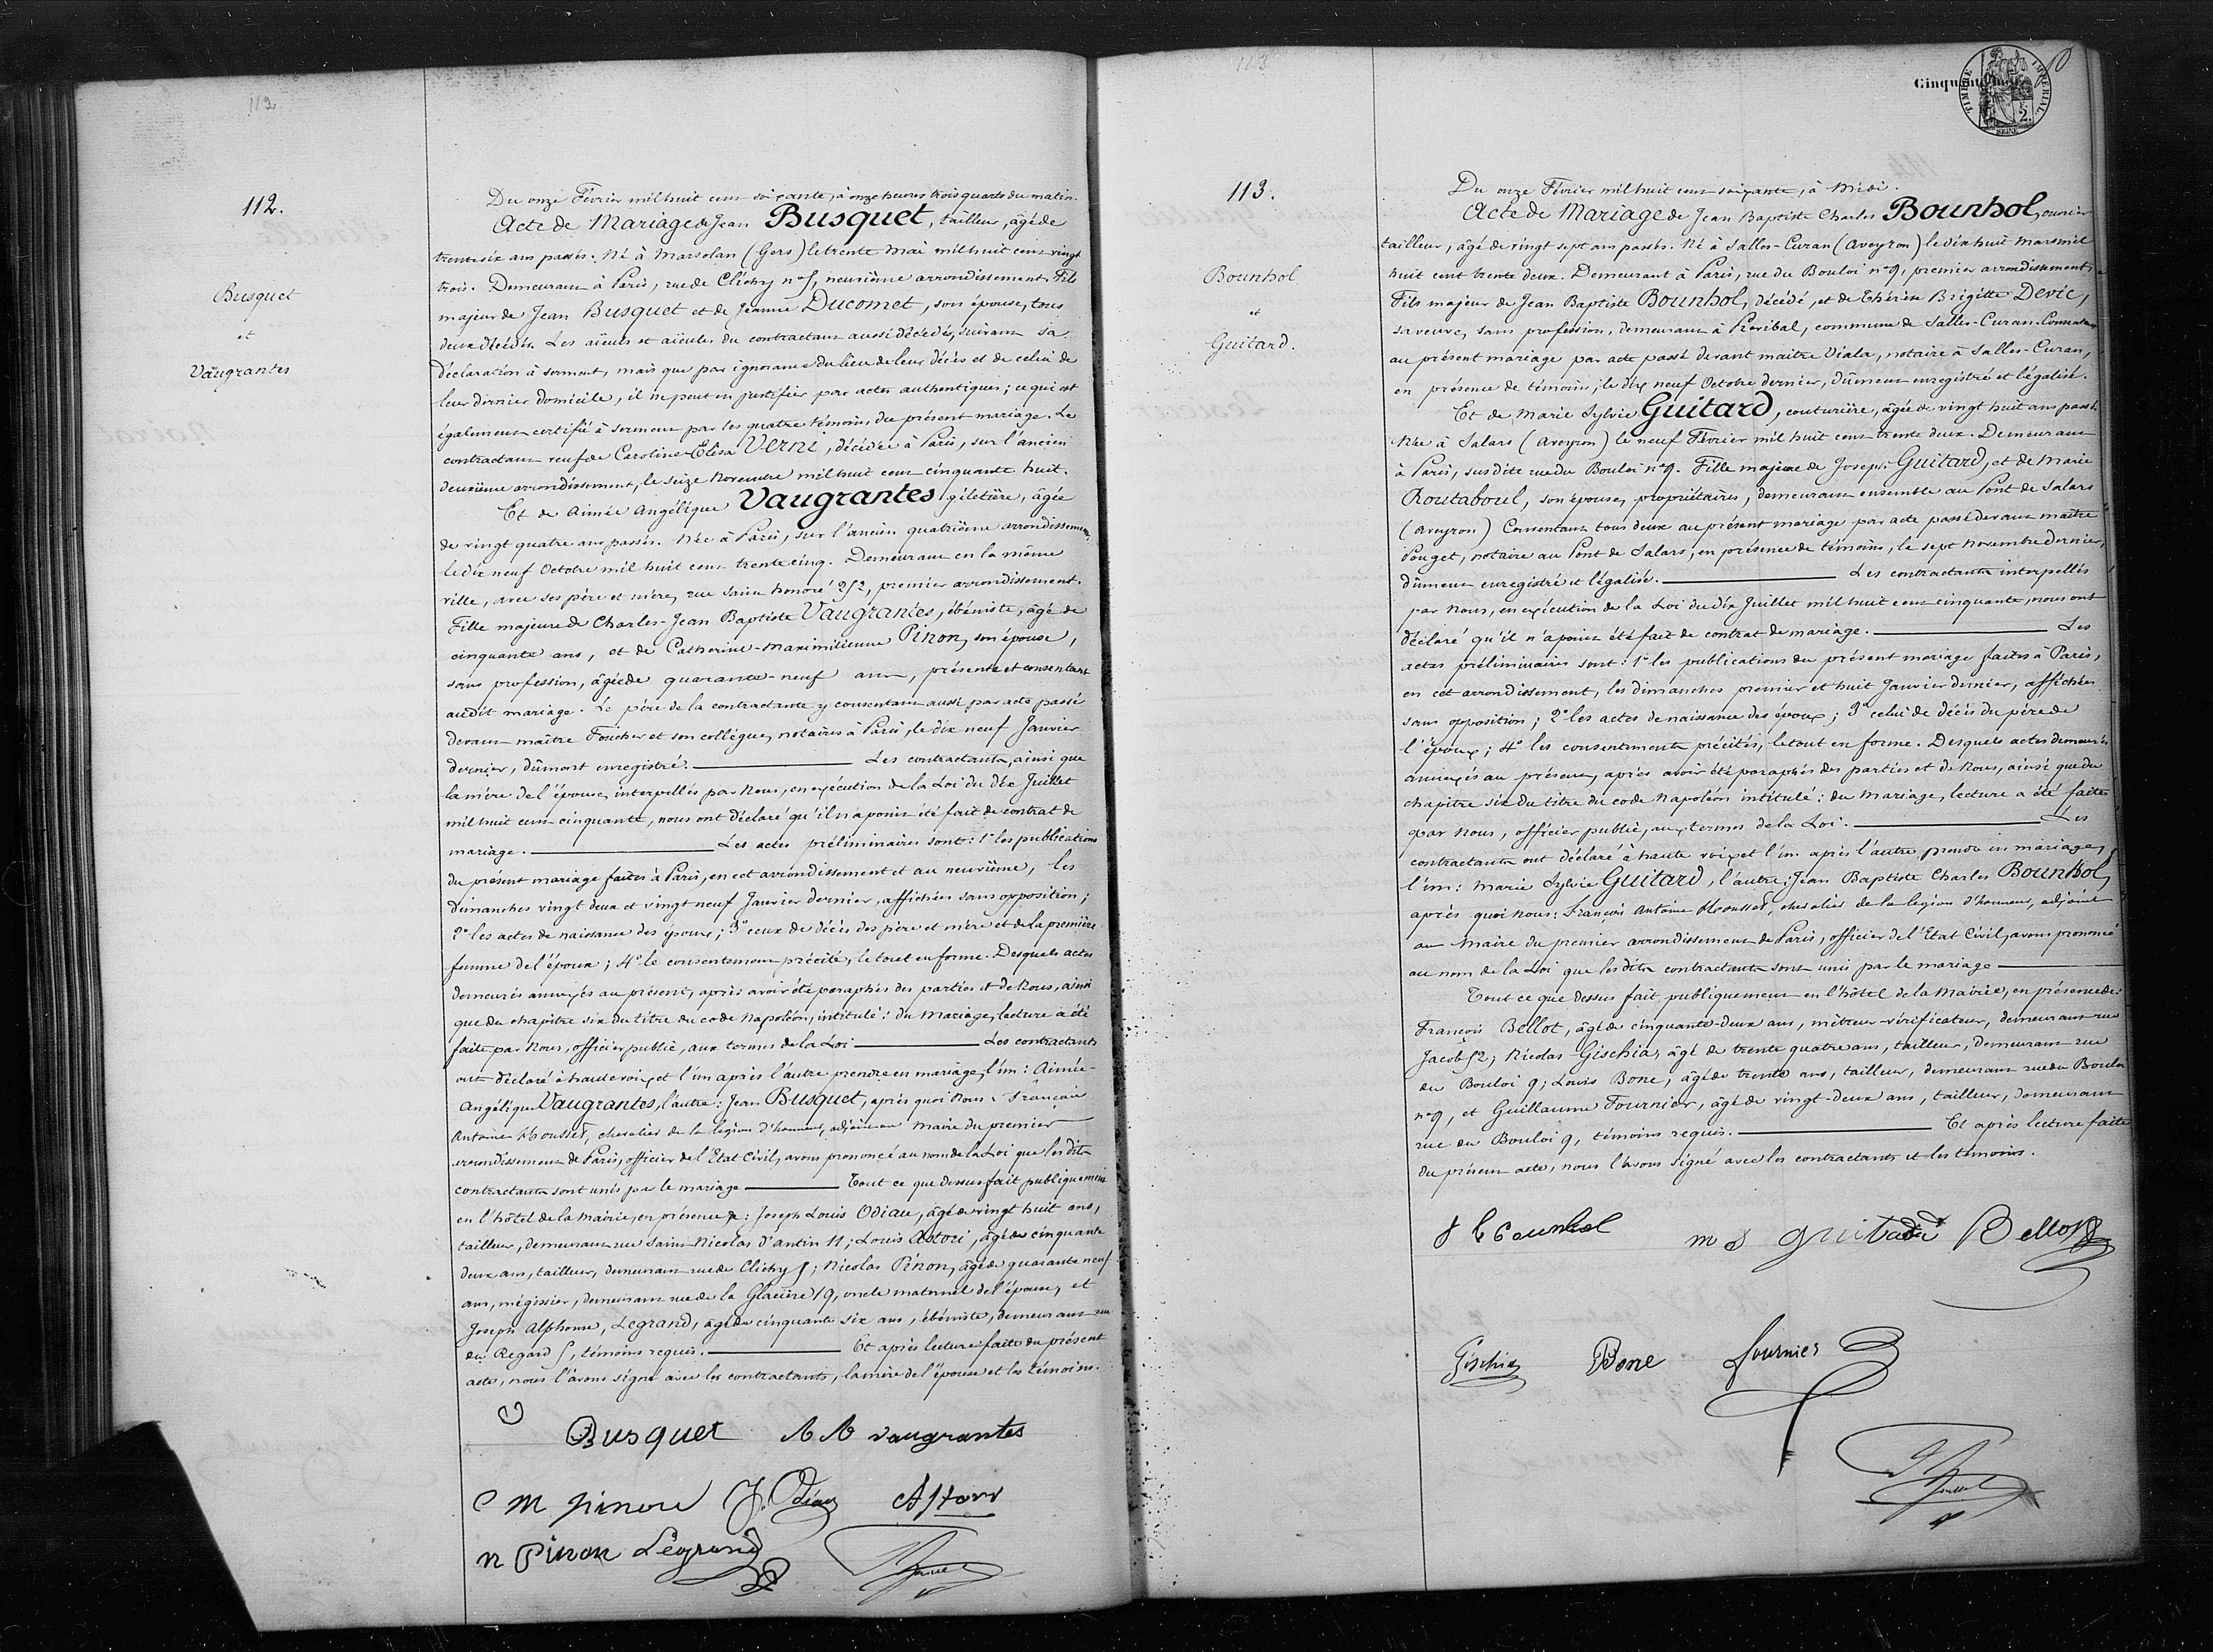 112
112.
Busquet
et
Vaugrantes
Du onze Février mil huit cent soixante, à onze heures trois quarts du matin.
Acte de Mariage de Jean Busquet, tailleur, âgé de
trente six ans passés. Né à Marsolan (Gers) le trente Mai mil huit cent vingt
trois. Demeurant à Paris, rue de Clichy n° 5, neuvième arrondissement. Fils
majeur de Jean Busquet et de Jeanne Ducomet, son épouse, tous
deux décédés. Les aïeuls et aïeules du contractant aussi décédés, suivant sa
déclaration à serment, mais que par ignorance du lieu de leur décès et de celui de
leur dernier domicile, il ne peut en justifier par actes authentiques; ce qui est
également certifié à serment par les quatre témoins du présent mariage. Le
contractant veuf de Caroline-Elisa Verni, décédée à Paris, sur l'ancien
deuxième arrondissement, le seize Novembre mil huit cent cinquante huit.
Et de Aimée Angélique Vaugrantes, giletière, âgée
de vingt quatre ans passés. Née à Paris, sur l'ancien quatrième arrondissement,
le dix neuf Octobre mil huit cent trente cinq. Demeurant en la même
ville, avec ses père et mère, rue Saint honoré 252, premier arrondissement.
Fille majeure de Charles-Jean Baptiste Vaugrantes, ébéniste, âgé de
cinquante ans, et de Catherine-Maximilienne Pinon, son épouse,
sans profession, âgée de quarante-neuf ans, présente et consentant
audit mariage. Le père de la contractante y consentant aussi par acte passé
devant maître Foucher et son collègue, notaires à Paris, le dix neuf Janvier
dernier, dûment enregistré. Les contractants, ainsi que
la mère de l'épouse, interpellés par Nous, en exécution de la Loi du dix Juillet
mil huit cent cinquante, nous ont déclaré qu'il n'a point été fait de contrat de
mariage. Les actes préliminaires sont: 1° les publications
du présent mariage faites à Paris, en cet arrondissement et au neuvième, les
dimanches vingt deux et vingt neuf Janvier dernier, affichées sans opposition;
2° les actes de naissance des époux; 3° ceux de décès des père et mère et de la première
femme de l'époux; 4° le consentement précité, le tout en forme. Desquels actes
demeurés annexés au présent, après avoir été paraphés des parties et de Nous, ainsi
que du chapitre six du titre du code Napoléon, intitulé: du Mariage, lecture a été
faite par Nous, officier public, aux termes de la Loi Les contractants
ont déclaré à haute voix, et l'un après l'autre prendre en mariage, l'un: Aimée-
Angélique Vaugrantes, l'autre: Jean Busquet, après quoi Nous: François
Antoine Mousset, chevalier de la légion d'honneur, adjoint au Maire du premier
arrondissement de Paris, officier de l'Etat Civil, avons prononcé au nom de la Loi que les dits
contractants sont unis par le mariage Tout ce que dessus fait publiquement
en l'hôtel de la Mairie, en présence de: Joseph Louis Odiau, âgé de vingt huit ans,
tailleur, demeurant rue Saint-Nicolas d'antin 11; Louis Astori, âgé de cinquante
deux ans, tailleur, demeurant rue de Clichy 5; Nicolas Pinon, âgé de quarante neuf
ans, mégissier, demeurant rue de la Glacière 19, oncle maternel de l'épouse, et
Joseph Alphonse, Legrand, âgé de cinquante six ans, ébéniste, demeurant rue
du Regard 5, témoins requis. Et après lecture faite du présent
acte, nous l'avons signé avec les contractants, la mère de l'épouse et les témoins.
Busquet A A vaugrantes
C M pinon J. Odiau Astori
N Pinon Legrand
113
Cinquante
TIMBRE IMPERIAL
2.
SEINE
113.
Bounhol
et
Guitard.
Du onze Février mil huit cent soixante, à Midi.
Acte de Mariage de Jean Baptiste Charles Bounhol, ouvrier
tailleur, âgé de vingt sept ans passés. Né à Salles-Curan (Aveyron) le dix huit Mars mil
huit cent trente deux. Demeurant à Paris, rue du Bouloi n° 9, premier arrondissement.
Fils majeur de Jean Baptiste Bounhol, décédé, et de Thérèse Brigitte Devic,
sa veuve, sans profession, demeurant à , commune de Salles-Curan. Consentant
au présent mariage par acte passé devant maître Viala, notaire à Salles-Curan,
en présence de témoins, le dix neuf Octobre dernier, dûment enregistré et légalisé.
Et de Marie Sylvie Guitard, couturière, âgée de vingt huit ans passés.
Née à Salars (Aveyron) le neuf Février mil huit cent trente deux. Demeurant
à Paris, susdite rue du Bouloi n° 9. Fille majeure de Joseph Guitard, et de Marie
Routaboul, son épouse, propriétaires, demeurant ensemble au Pont de Salars
(Aveyron) Consentant tous deux au présent mariage par acte passé devant maître
Pouget, notaire au Pont de Salars, en présence de témoins, le sept Novembre dernier,
dûment enregistré et légalisé. Les contractants interpellés
par Nous, en exécution de la Loi du dix Juillet mil huit cent cinquante, nous ont
déclaré qu'il n'a point été fait de contrat de mariage. Les
actes préliminaires sont: 1° les publications du présent mariage faites à Paris,
en cet arrondissement, les dimanches premier et huit Janvier dernier, affichées
sans opposition; 2° les actes de naissance des époux; 3° celui de décès du père de
l'époux; 4° les consentements précités, le tout en forme. Desquels actes demeurés
annexés au présent, après avoir été paraphés des parties et de Nous, ainsi que du
chapitre six du titre du code Napoléon intitulé: du Mariage, lecture a été faite
par Nous, officier public, aux termes de la Loi. Les
contractants ont déclaré à haute voix, et l'un après l'autre prendre en mariage,
l'un: Marie Sylvie Guitard, l'autre: Jean Baptiste Charles Bounhol,
après quoi Nous: François Antoine Mousset, chevalier de la légion d'honneur, adjoint
au Maire du premier arrondissement de Paris, officier de l'Etat Civil, avons prononcé
au nom de la Loi que les dits contractants sont unis par le mariage
Tout ce que dessus fait publiquement en l'hôtel de la Mairie, en présence de:
François Bellot, âgé de cinquante-deux ans, métreur-vérificateur, demeurant rue
Jacob 52; Nicolas Gischia, âgé de trente quatre ans, tailleur, demeurant rue
du Bouloi 9; Louis Bone, âgé de trente ans, tailleur, demeurant rue du Bouloi
n° 9, et Guillaume Fournier, âgé de vingt-deux ans, tailleur, demeurant
rue du Bouloi 9, témoins requis. Et après lecture faite
du présent acte, nous l'avons signé avec les contractants et les témoins.
Bounhol m S guitard Bellot
Gischia Bone fournier